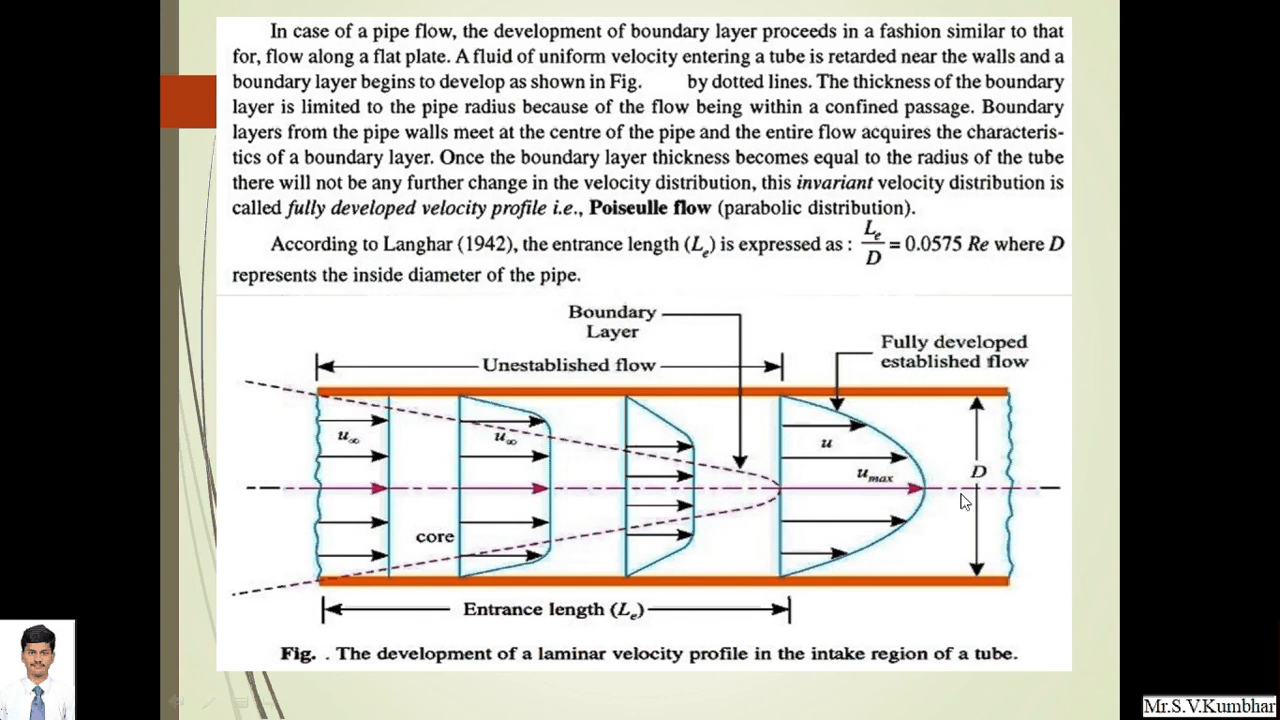 In case of a pipe flow, the development of boundary layer proceeds in a fashion similar to that
for, flow along a flat plate. A fluid of uniform velocity entering a tube is retarded near the walls and a
boundary layer begins to develop as shown in Fig. by dotted lines. The thickness of the boundary
layer is limited to the pipe radius because of the flow being within a confined passage. Boundary
layers from the pipe walls meet at the centre of the pipe and the entire flow acquires the characteris-
tics of a boundary layer. Once the boundary layer thickness becomes equal to the radius of the tube
there will not be any further change in the velocity distribution, this invariant velocity distribution is
called fully developed velocity profile i.e., Poiseulle flow (parabolic distribution).
According to Langhar (1942), the entrance length (Le) is expressed as : Le/D = 0.0575 Re where D
represents the inside diameter of the pipe.
Boundary
Layer
Fully developed
established flow
Unestablished flow
u∞
u∞
u
umax
D
core
Entrance length (Le)
Fig. . The development of a laminar velocity profile in the intake region of a tube.
Mr.S.V.Kumbhar